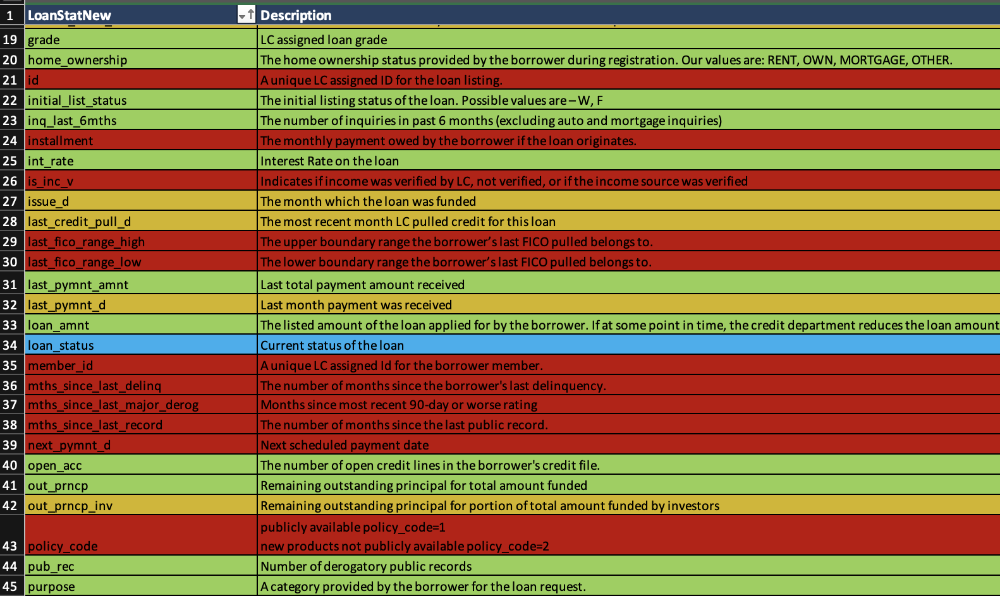 1 LoanStatNew Description
19 grade LC assigned loan grade
20 home_ownership The home ownership status provided by the borrower during registration. Our values are: RENT, OWN, MORTGAGE, OTHER.
21 id A unique LC assigned ID for the loan listing.
22 initial_list_status The initial listing status of the loan. Possible values are – W, F
23 inq_last_6mths The number of inquiries in past 6 months (excluding auto and mortgage inquiries)
24 installment The monthly payment owed by the borrower if the loan originates.
25 int_rate Interest Rate on the loan
26 is_inc_v Indicates if income was verified by LC, not verified, or if the income source was verified
27 issue_d The month which the loan was funded
28 last_credit_pull_d The most recent month LC pulled credit for this loan
29 last_fico_range_high The upper boundary range the borrower’s last FICO pulled belongs to.
30 last_fico_range_low The lower boundary range the borrower’s last FICO pulled belongs to.
31 last_pymnt_amnt Last total payment amount received
32 last_pymnt_d Last month payment was received
33 loan_amnt The listed amount of the loan applied for by the borrower. If at some point in time, the credit department reduces the loan amount
34 loan_status Current status of the loan
35 member_id A unique LC assigned Id for the borrower member.
36 mths_since_last_delinq The number of months since the borrower's last delinquency.
37 mths_since_last_major_derog Months since most recent 90-day or worse rating
38 mths_since_last_record The number of months since the last public record.
39 next_pymnt_d Next scheduled payment date
40 open_acc The number of open credit lines in the borrower's credit file.
41 out_prncp Remaining outstanding principal for total amount funded
42 out_prncp_inv Remaining outstanding principal for portion of total amount funded by investors
publicly available policy_code=1
43 policy_code new products not publicly available policy_code=2
44 pub_rec Number of derogatory public records
45 purpose A category provided by the borrower for the loan request.